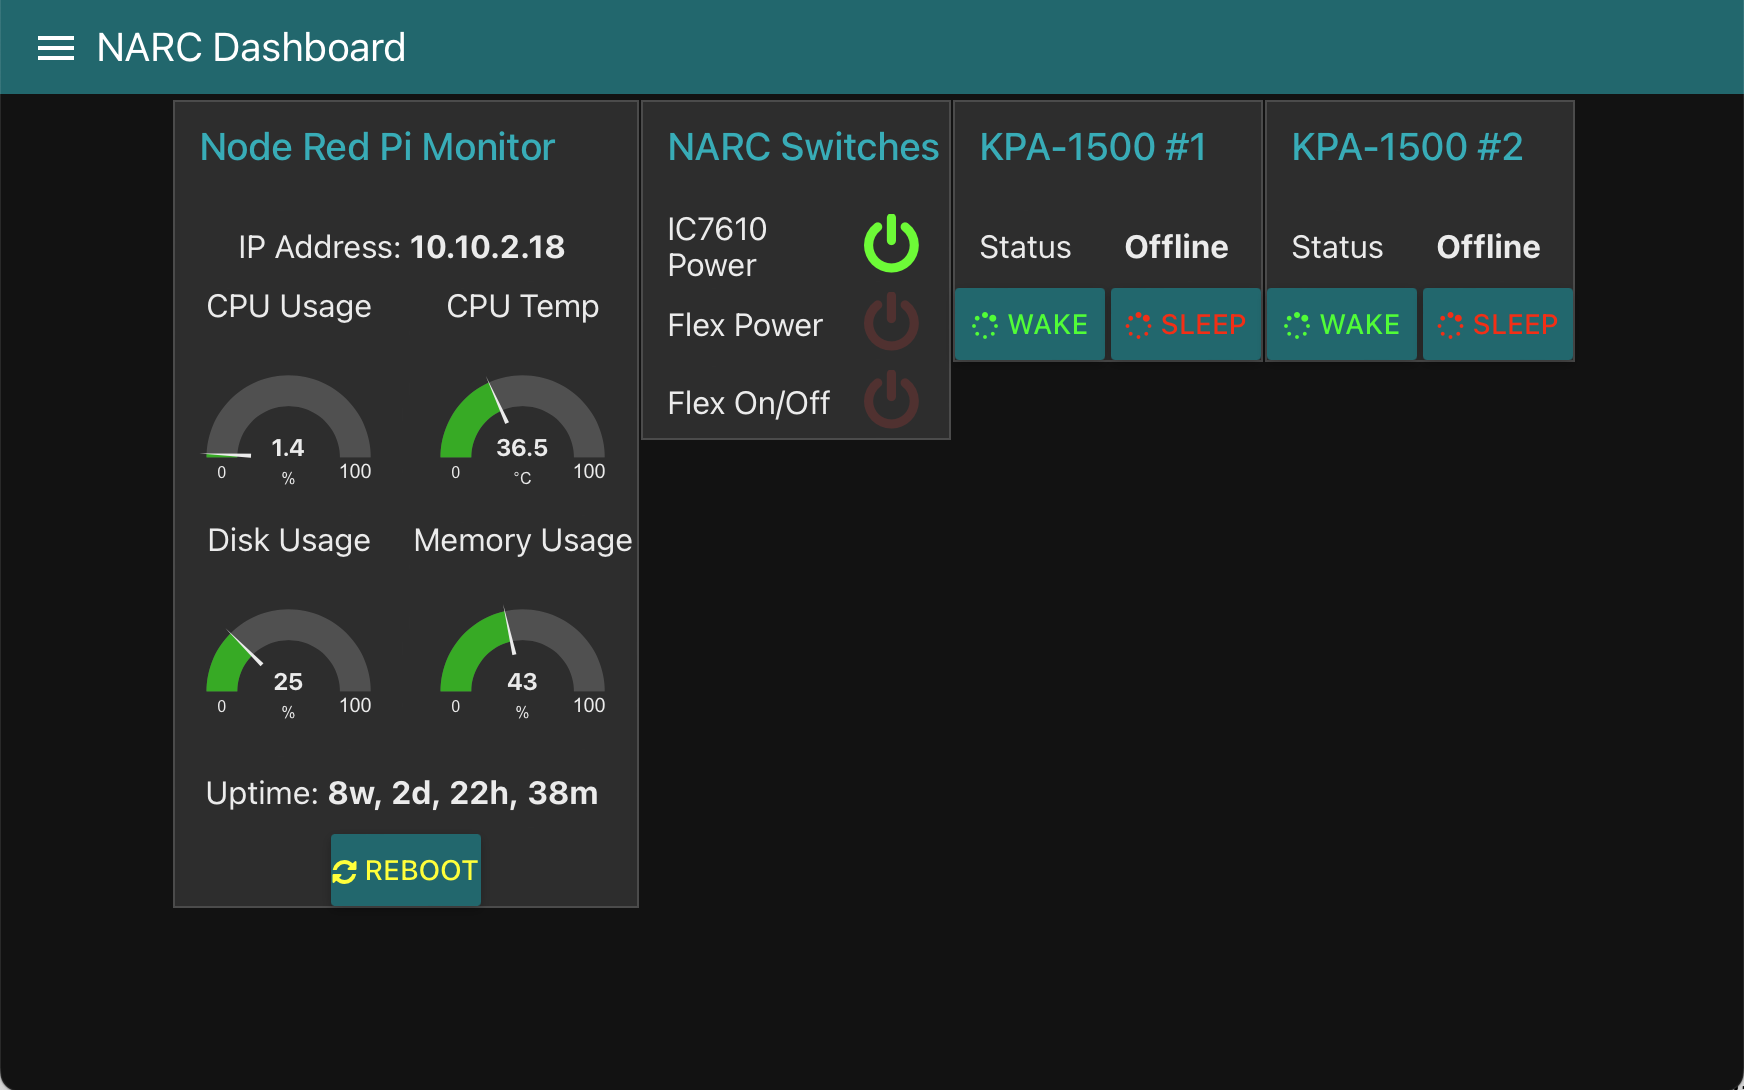 NARC Dashboard
Node Red Pi Monitor
IP Address: 10.10.2.18
CPU Usage
CPU Temp
1.4
0
%
100
36.5
0
°C
100
Disk Usage
Memory Usage
25
0
%
100
43
0
%
100
Uptime: 8w, 2d, 22h, 38m
REBOOT
NARC Switches
IC7610
Power
Flex Power
Flex On/Off
KPA-1500 #1
Status Offline
WAKE
SLEEP
KPA-1500 #2
Status Offline
WAKE
SLEEP